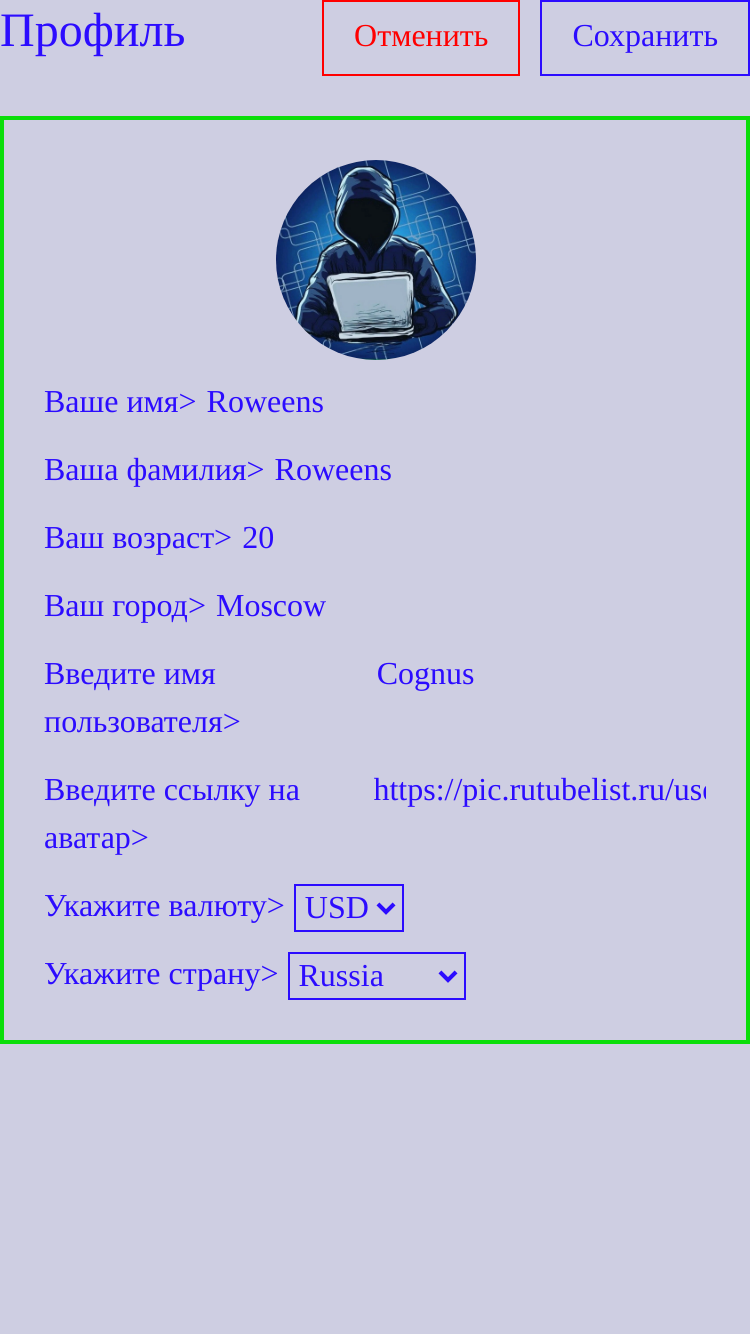 Профиль
Отменить
Сохранить
Ваше имя> Roweens
Ваша фамилия> Roweens
Ваш возраст> 20
Ваш город> Moscow
Введите имя пользователя> Cognus
Введите ссылку на аватар> https://pic.rutubelist.ru/us
Укажите валюту> USD
Укажите страну> Russia